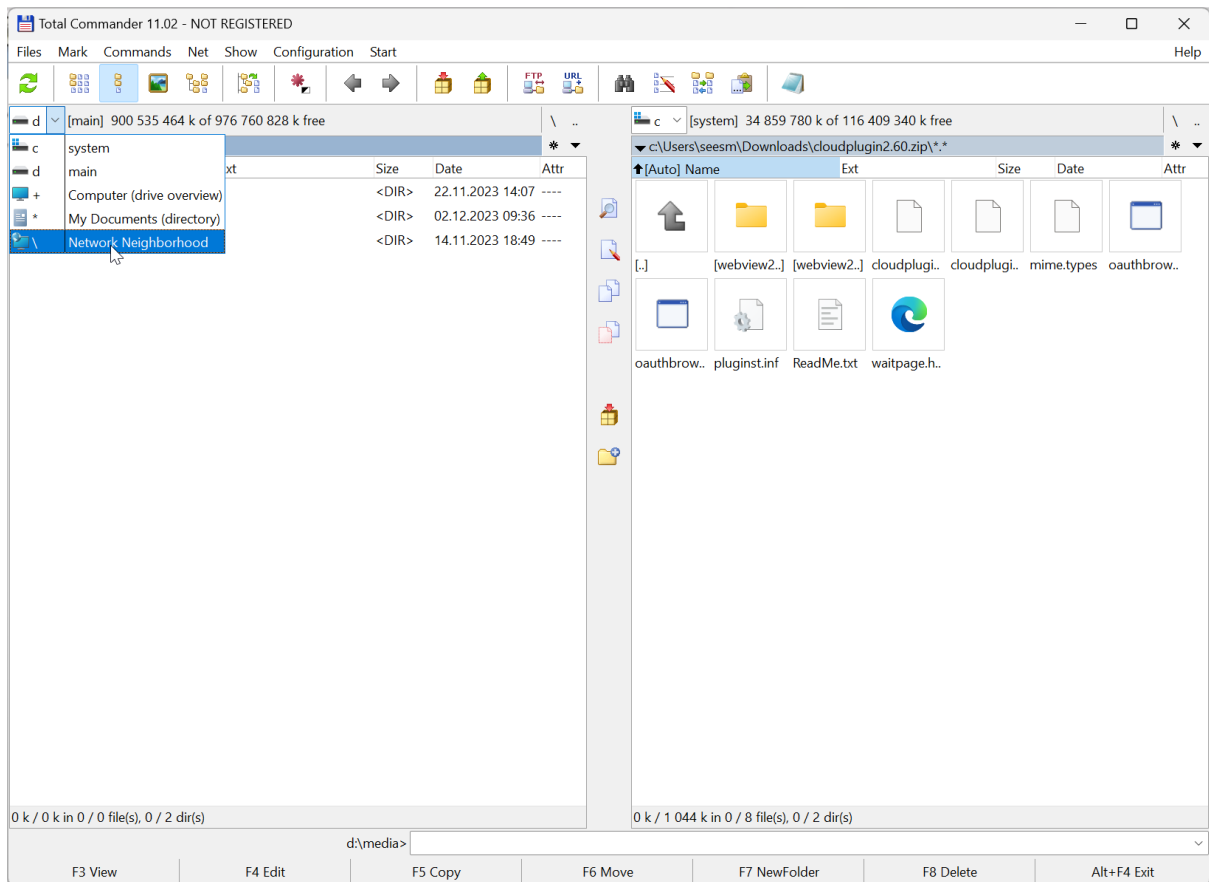 Total Commander 11.02 - NOT REGISTERED
Files Mark Commands Net Show Configuration Start Help
FTP URL
d [main] 900 535 464 k of 976 760 828 k free \ ..
c [system] 34 859 780 k of 116 409 340 k free \ ..
c system
d main
+ Computer (drive overview)
* My Documents (directory)
\ Network Neighborhood
* 
xt Size Date Attr
<DIR> 22.11.2023 14:07 ----
<DIR> 02.12.2023 09:36 ----
<DIR> 14.11.2023 18:49 ----
c:\Users\seesm\Downloads\cloudplugin2.60.zip\*.* *
[Auto] Name Ext Size Date Attr
[..] [webview2..] [webview2..] cloudplugi.. cloudplugi.. mime.types oauthbrow..
oauthbrow.. pluginst.inf ReadMe.txt waitpage.h..
0 k / 0 k in 0 / 0 file(s), 0 / 2 dir(s)
0 k / 1 044 k in 0 / 8 file(s), 0 / 2 dir(s)
d:\media>
F3 View F4 Edit F5 Copy F6 Move F7 NewFolder F8 Delete Alt+F4 Exit